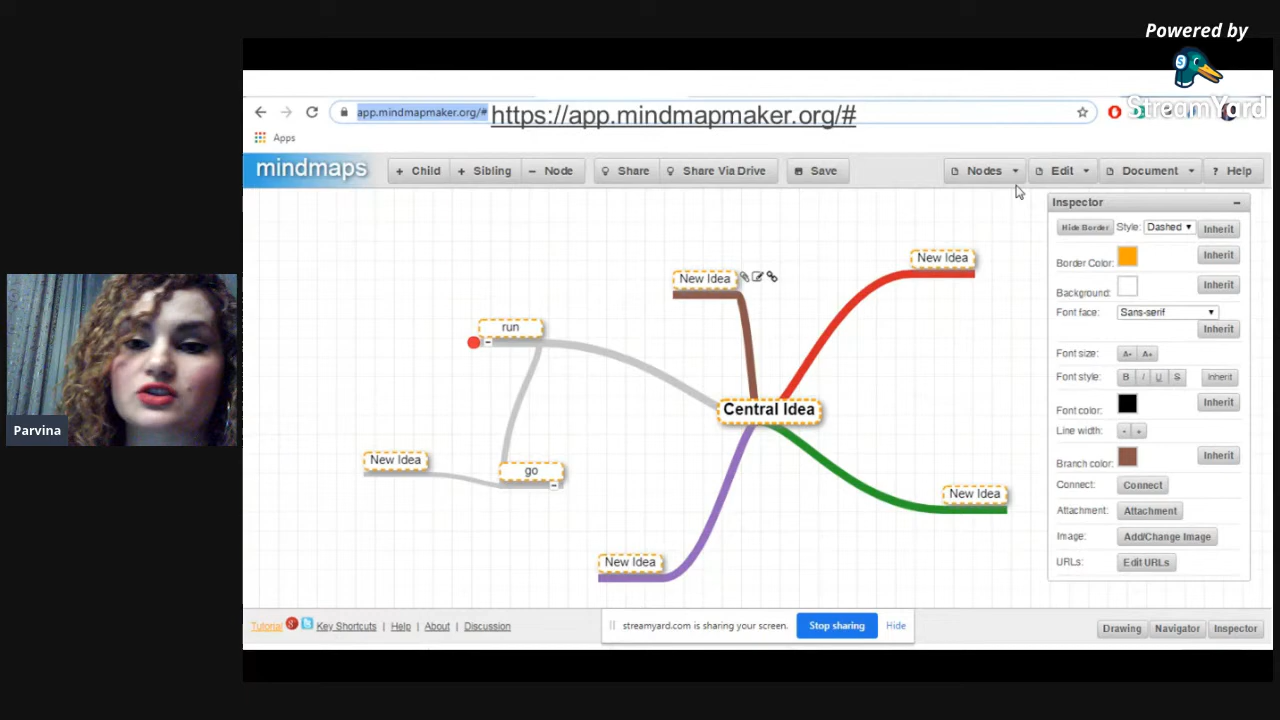 Powered by
StreamYard
app.mindmapmaker.org/# https://app.mindmapmaker.org/#
Apps
mindmaps
+ Child + Sibling - Node Share Share Via Drive Save Nodes Edit Document ? Help
Inspector
Hide Border Style: Dashed Inherit
Border Color: Inherit
Background: Inherit
Font face: Sans-serif
Inherit
Font size: A- A+
Font style: B I U S Inherit
Font color: Inherit
Line width: - +
Branch color: Inherit
Connect: Connect
Attachment: Attachment
Image: Add/Change Image
URLs: Edit URLs
New Idea
New Idea
run
Central Idea
New Idea
go
New Idea
New Idea
Parvina
Tutorial Key Shortcuts | Help | About | Discussion
streamyard.com is sharing your screen. Stop sharing Hide
Drawing Navigator Inspector